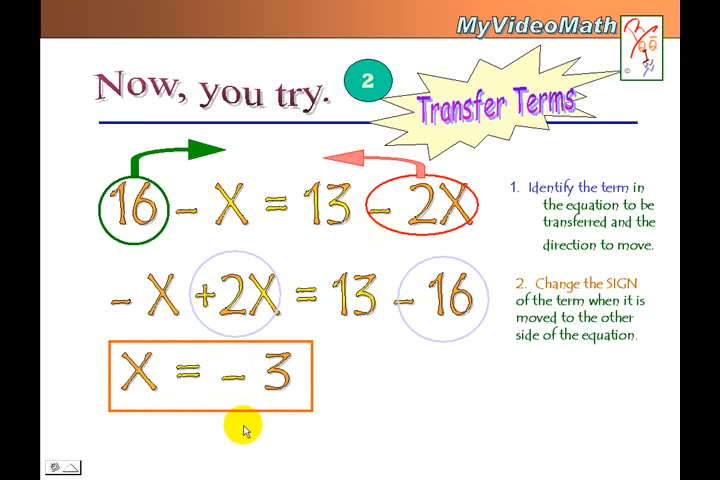 MyVideoMath
Now, you try.
2
Transfer Terms
16 – X = 13 – 2X
1. Identify the term in
the equation to be
transferred and the
direction to move.
– X +2X = 13 – 16
2. Change the SIGN
of the term when it is
moved to the other
side of the equation.
X = – 3